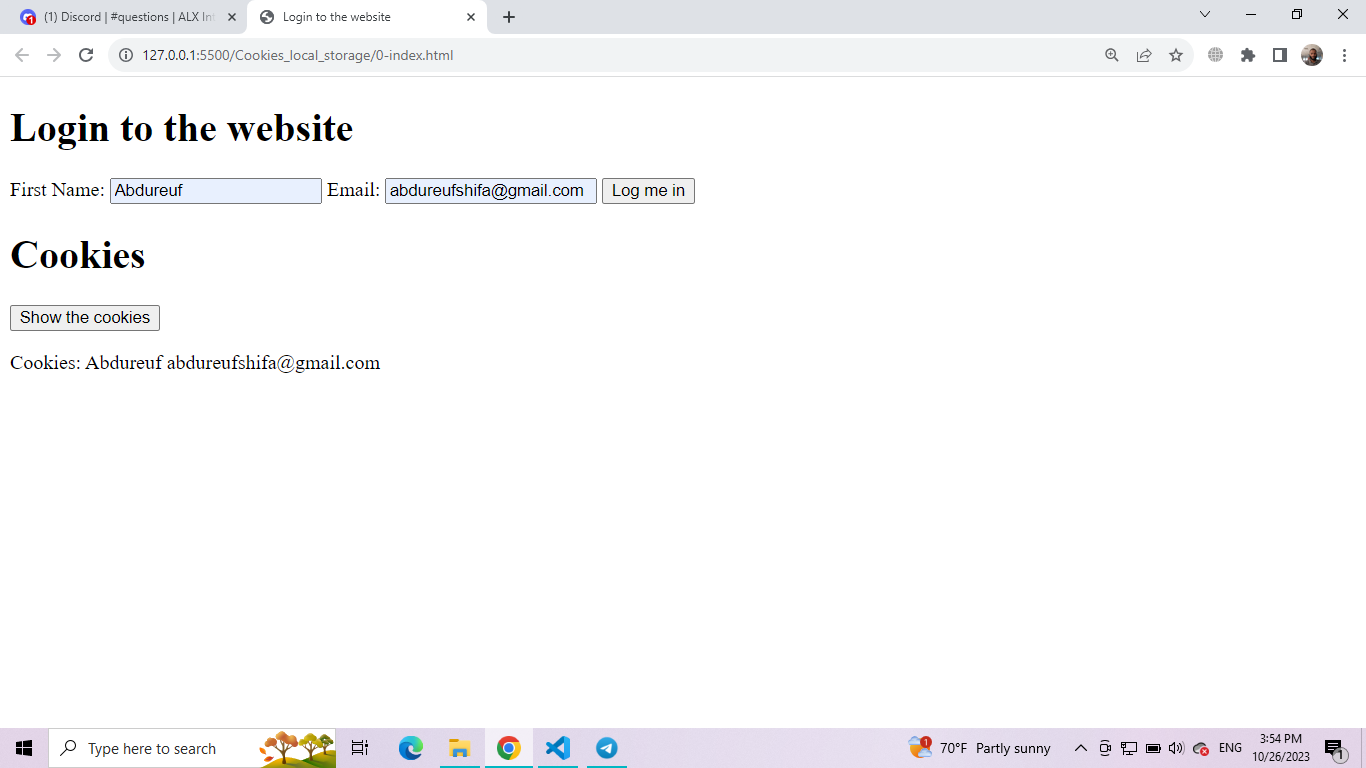 (1) Discord | #questions | ALX Int
Login to the website
127.0.0.1:5500/Cookies_local_storage/0-index.html
Login to the website
First Name: Abdureuf Email: abdureufshifa@gmail.com Log me in
Cookies
Show the cookies
Cookies: Abdureuf abdureufshifa@gmail.com
Type here to search
1
70°F Partly sunny
ENG
3:54 PM
10/26/2023
1